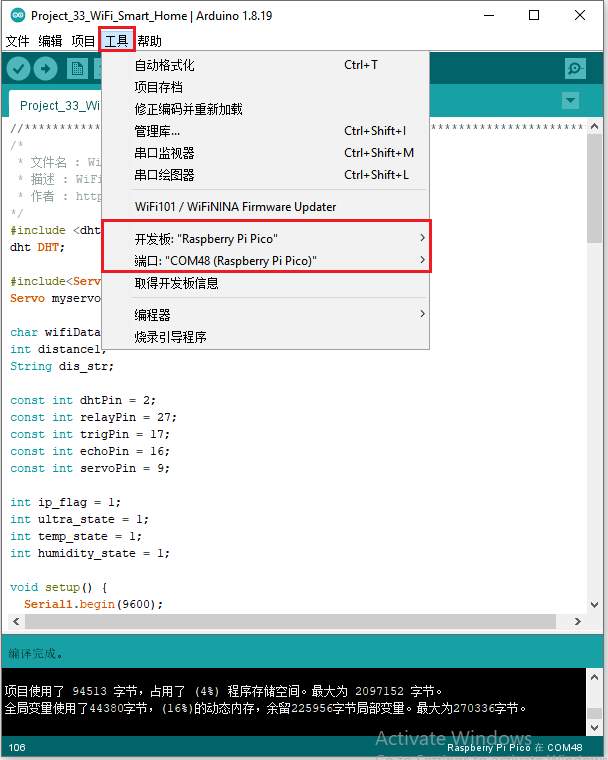 Project_33_WiFi_Smart_Home | Arduino 1.8.19
文件 编辑 项目 工具 帮助
自动格式化 Ctrl+T
项目存档
修正编码并重新加载
管理库... Ctrl+Shift+I
串口监视器 Ctrl+Shift+M
串口绘图器 Ctrl+Shift+L
WiFi101 / WiFiNINA Firmware Updater
开发板: "Raspberry Pi Pico"
端口: "COM48 (Raspberry Pi Pico)"
取得开发板信息
编程器
烧录引导程序
Project_33_Wi
/*
* 文件名 : Wi
* 描述 : WiFi
* 作者 : http
*/
#include <dht
dht DHT;
#include<Serv
Servo myservo
char wifiData
int distance1;
String dis_str;
const int dhtPin = 2;
const int relayPin = 27;
const int trigPin = 17;
const int echoPin = 16;
const int servoPin = 9;
int ip_flag = 1;
int ultra_state = 1;
int temp_state = 1;
int humidity_state = 1;
void setup() {
Serial1.begin(9600);
编译完成。
项目使用了 94513 字节，占用了 (4%) 程序存储空间。最大为 2097152 字节。
全局变量使用了44380字节，(16%)的动态内存，余留225956字节局部变量。最大为270336字节。
Activate Windows
106 Raspberry Pi Pico 在 COM48